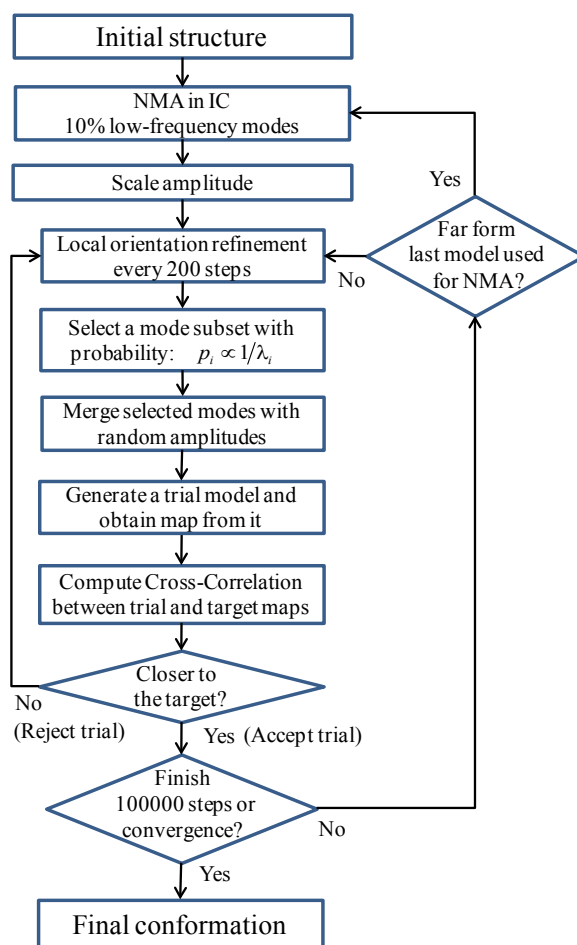 Initial structure
NMA in IC
10% low-frequency modes
Scale amplitude
Yes
Far form
last model used
for NMA?
Local orientation refinement
every 200 steps
No
Select a mode subset with
probability: p_i ∝ 1/λ_i
Merge selected modes with
random amplitudes
Generate a trial model and
obtain map from it
Compute Cross-Correlation
between trial and target maps
Closer to
the target?
No
(Reject trial)
Yes (Accept trial)
Finish
100000 steps or
convergence?
No
Yes
Final conformation